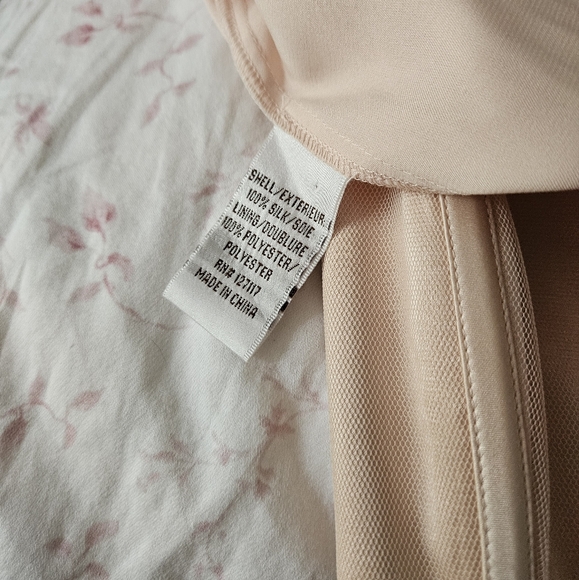 SHELL/EXTERIEUR:
100% SILK/SOIE
LINING/DOUBLURE
100% POLYESTER/
POLYESTER
RN# 127117
MADE IN CHINA